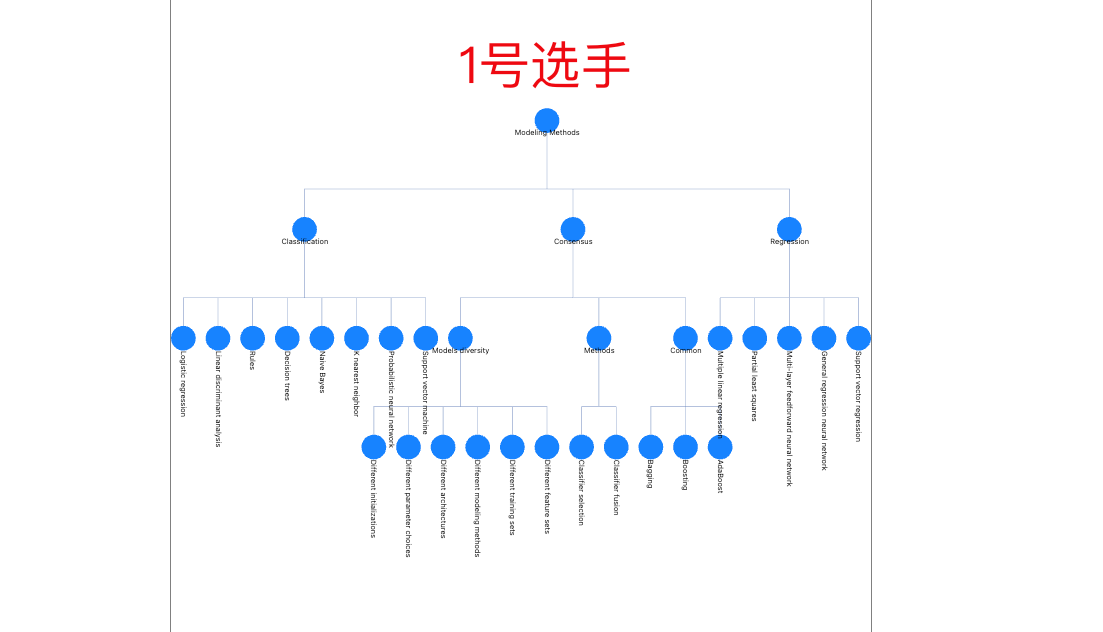 1号选手
Modeling Methods
Classification
Consensus
Regression
Logistic regression
Linear discriminant analysis
Rules
Decision trees
Naive Bayes
K nearest neighbor
Probabilistic neural network
Support vector machine
Models diversity
Methods
Common
Multiple linear regression
Partial least squares
Multi-layer feedforward neural network
General regression neural network
Support vector regression
Different initializations
Different parameter choices
Different architectures
Different modeling methods
Different training sets
Different feature sets
Classifier selection
Classifier fusion
Bagging
Boosting
AdaBoost